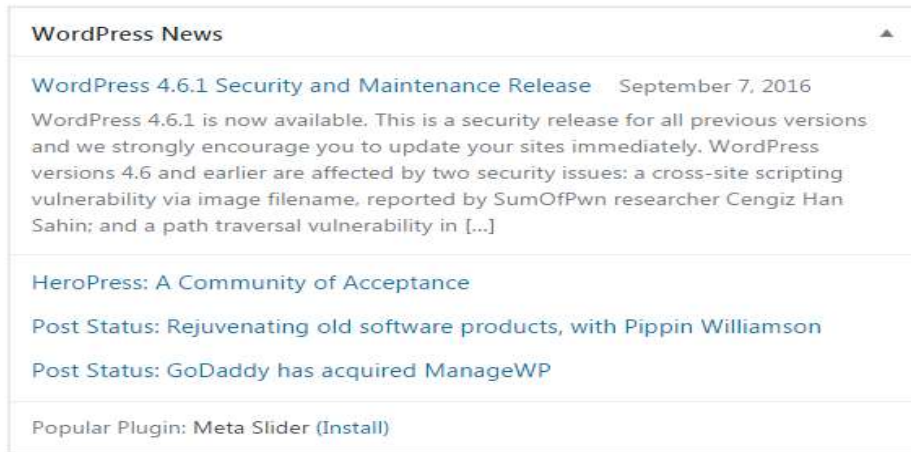 WordPress News
WordPress 4.6.1 Security and Maintenance Release September 7, 2016
WordPress 4.6.1 is now available. This is a security release for all previous versions
and we strongly encourage you to update your sites immediately. WordPress
versions 4.6 and earlier are affected by two security issues: a cross-site scripting
vulnerability via image filename, reported by SumOfPwn researcher Cengiz Han
Sahin; and a path traversal vulnerability in [...]
HeroPress: A Community of Acceptance
Post Status: Rejuvenating old software products, with Pippin Williamson
Post Status: GoDaddy has acquired ManageWP
Popular Plugin: Meta Slider (Install)